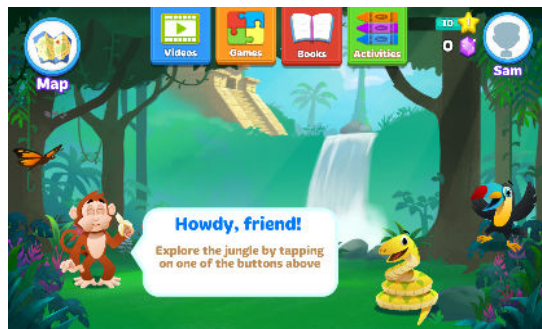 Map
Videos
Games
Books
Activities
10
0
Sam
Howdy, friend!
Explore the jungle by tapping
on one of the buttons above